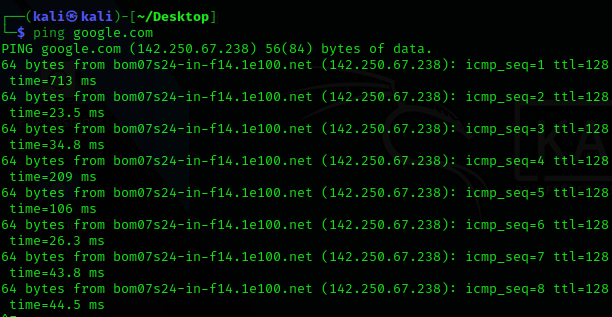 ┌──(kali㉿kali)-[~/Desktop]
└─$ ping google.com
PING google.com (142.250.67.238) 56(84) bytes of data.
64 bytes from bom07s24-in-f14.1e100.net (142.250.67.238): icmp_seq=1 ttl=128
time=713 ms
64 bytes from bom07s24-in-f14.1e100.net (142.250.67.238): icmp_seq=2 ttl=128
time=23.5 ms
64 bytes from bom07s24-in-f14.1e100.net (142.250.67.238): icmp_seq=3 ttl=128
time=34.8 ms
64 bytes from bom07s24-in-f14.1e100.net (142.250.67.238): icmp_seq=4 ttl=128
time=209 ms
64 bytes from bom07s24-in-f14.1e100.net (142.250.67.238): icmp_seq=5 ttl=128
time=106 ms
64 bytes from bom07s24-in-f14.1e100.net (142.250.67.238): icmp_seq=6 ttl=128
time=26.3 ms
64 bytes from bom07s24-in-f14.1e100.net (142.250.67.238): icmp_seq=7 ttl=128
time=43.8 ms
64 bytes from bom07s24-in-f14.1e100.net (142.250.67.238): icmp_seq=8 ttl=128
time=44.5 ms